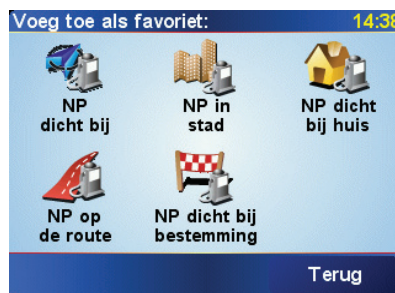 Voeg toe als favoriet: 14:38
NP
dicht bij
NP in
stad
NP dicht
bij huis
NP op
de route
NP dicht bij
bestemming
Terug